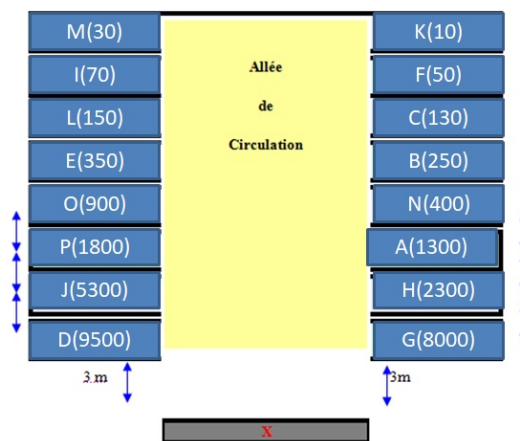 M(30)
K(10)
I(70)
Allée
F(50)
L(150)
de
C(130)
Circulation
E(350)
B(250)
O(900)
N(400)
P(1800)
A(1300)
J(5300)
H(2300)
D(9500)
G(8000)
3 m
3m
X